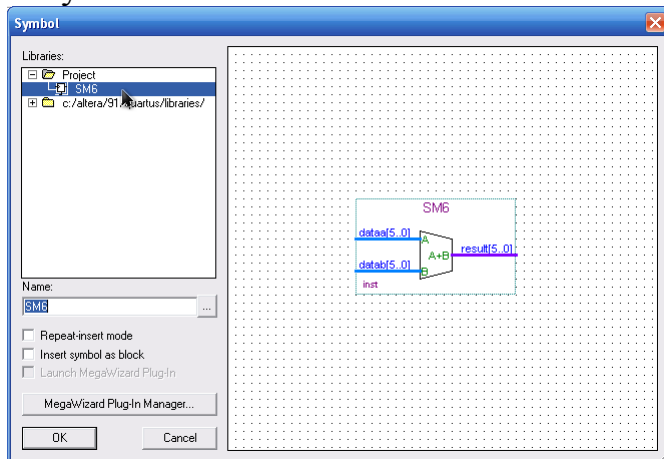 Symbol
Libraries:
Project
SM6
c:/altera/91/quartus/libraries/
Name:
SM6
...
Repeat-insert mode
Insert symbol as block
Launch MegaWizard Plug-In
MegaWizard Plug-In Manager...
OK
Cancel
SM6
dataa[5..0]
A
A+B
result[5..0]
datab[5..0]
B
inst